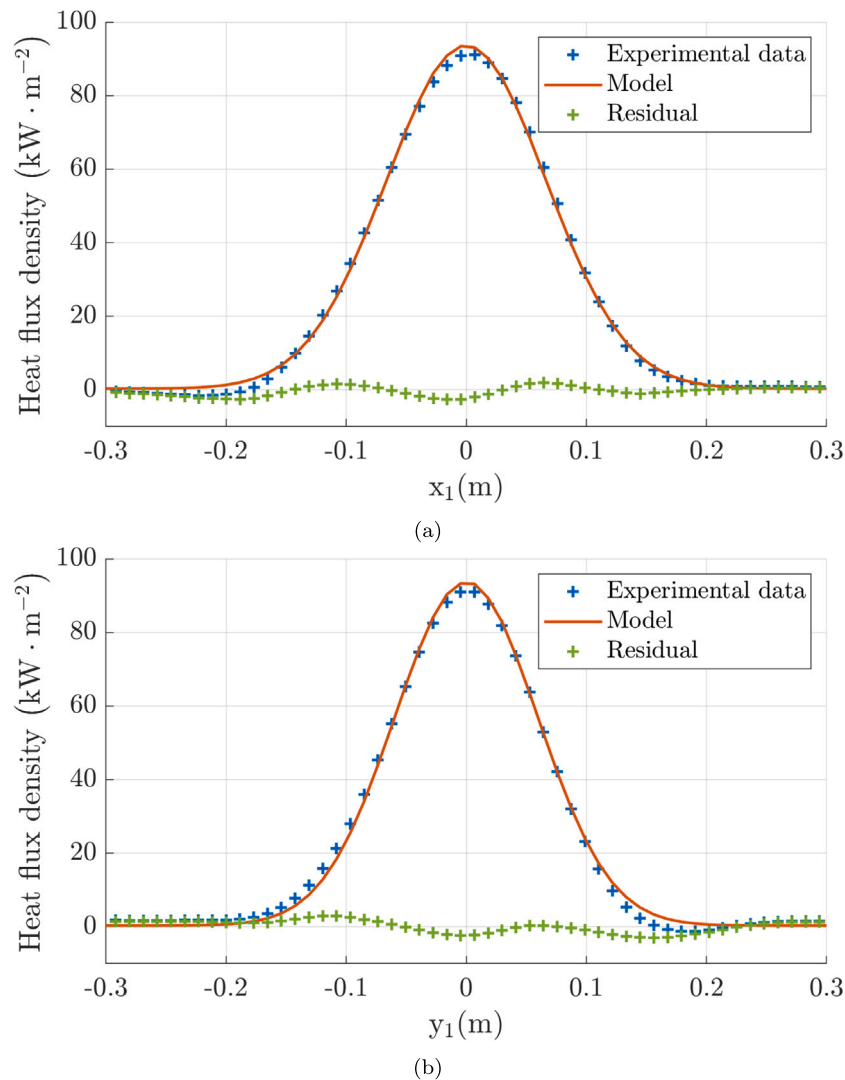 100
80
60
40
20
0
Heat flux density (kW · m⁻²)
Experimental data
Model
Residual
-0.3 -0.2 -0.1 0 0.1 0.2 0.3
x₁(m)
(a)
100
80
60
40
20
0
Heat flux density (kW · m⁻²)
Experimental data
Model
Residual
-0.3 -0.2 -0.1 0 0.1 0.2 0.3
y₁(m)
(b)